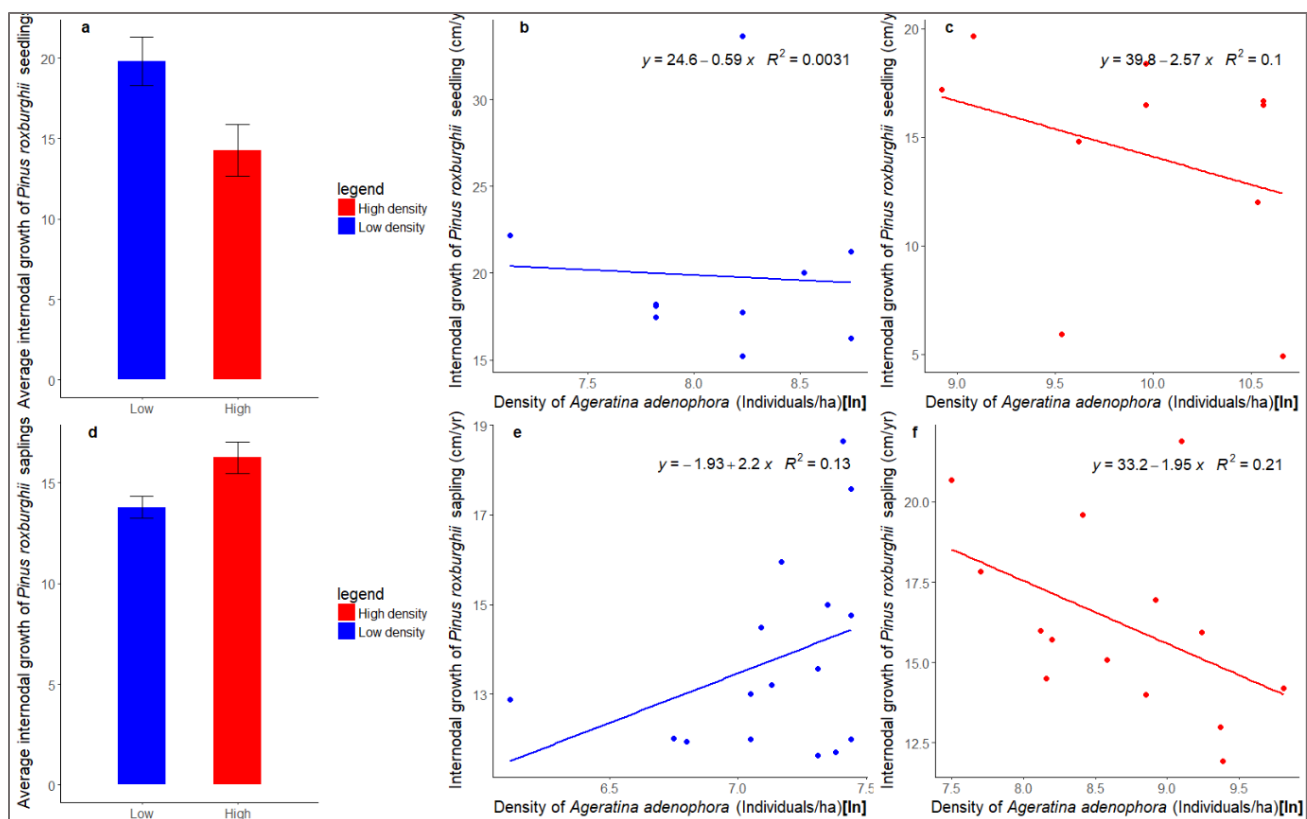 a
Average internodal growth of Pinus roxburghii seedling
20
15
10
5
0
Low
High
legend
High density
Low density
b
y = 24.6 − 0.59 x R² = 0.0031
Internodal growth of Pinus roxburghii seedling (cm/yr)
30
33
20
15
7.5
8.0
8.5
Density of Ageratina adenophora (Individuals/ha)[ln]
c
y = 39.8 − 2.57 x R² = 0.1
Internodal growth of Pinus roxburghii seedling (cm/yr)
20
15
10
5
9.0
9.5
10.0
10.5
Density of Ageratina adenophora (Individuals/ha)[ln]
d
Average internodal growth of Pinus roxburghii saplings
15
10
5
0
Low
High
legend
High density
Low density
e
y = − 1.93 + 2.2 x R² = 0.13
Internodal growth of Pinus roxburghii sapling (cm/yr)
19
17
15
13
6.5
7.0
7.5
Density of Ageratina adenophora (Individuals/ha)[ln]
f
y = 33.2 − 1.95 x R² = 0.21
Internodal growth of Pinus roxburghii sapling (cm/yr)
20.0
17.5
15.0
12.5
7.5
8.0
8.5
9.0
9.5
Density of Ageratina adenophora (Individuals/ha)[ln]